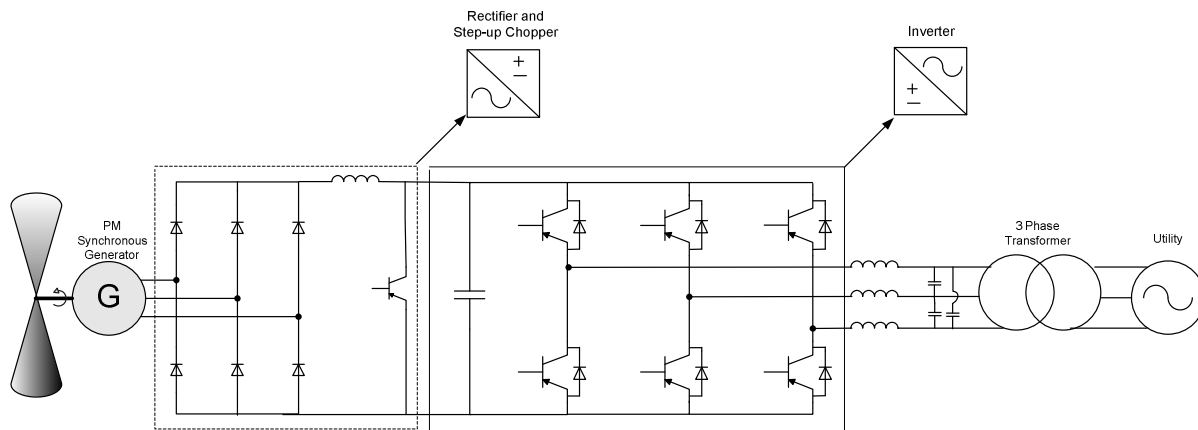 Rectifier and
Step-up Chopper
Inverter
PM
Synchronous
Generator
G
3 Phase
Transformer
Utility